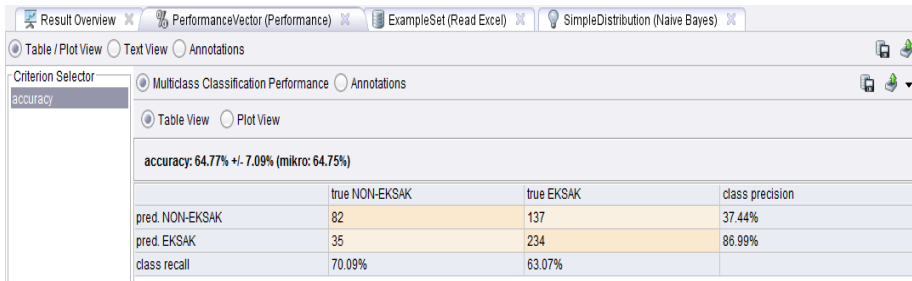 Result Overview PerformanceVector (Performance) ExampleSet (Read Excel) SimpleDistribution (Naive Bayes)
Table / Plot View Text View Annotations
Criterion Selector
accuracy
Multiclass Classification Performance Annotations
Table View Plot View
accuracy: 64.77% +/- 7.09% (mikro: 64.75%)
true NON-EKSAK true EKSAK class precision
pred. NON-EKSAK 82 137 37.44%
pred. EKSAK 35 234 86.99%
class recall 70.09% 63.07%